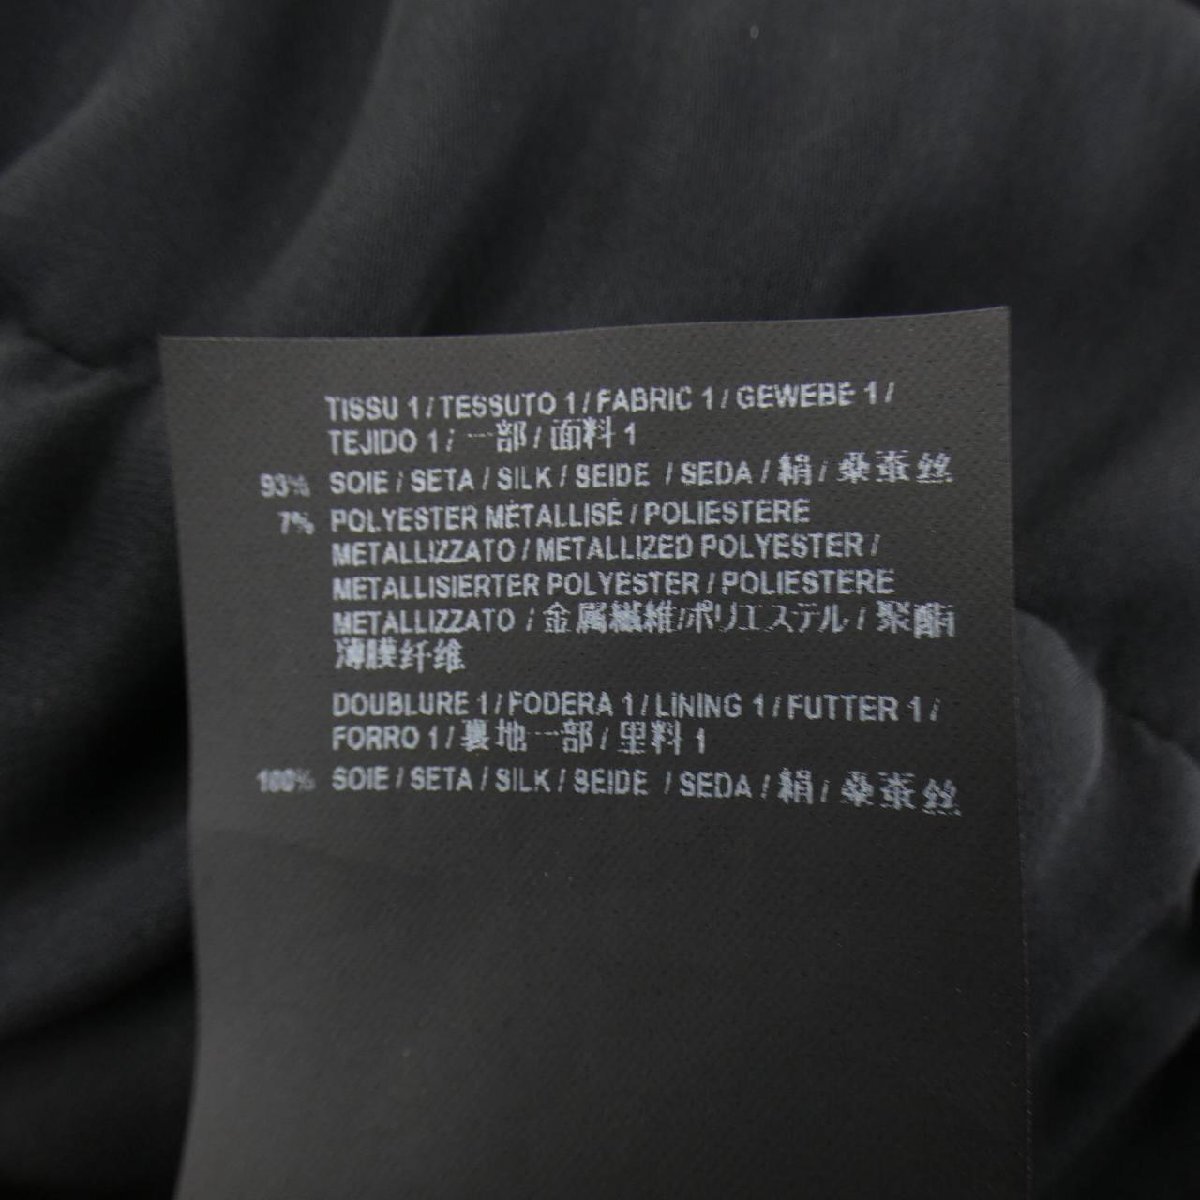 TISSU 1 / TESSUTO 1 / FABRIC 1 / GEWEBE 1 /
TEJIDO 1 / 一部 / 面料 1
93% SOIE / SETA / SILK / SEIDE / SEDA / 絹 / 桑蚕丝
7% POLYESTER MÉTALLISÉ / POLIESTERE
METALLIZZATO / METALLIZED POLYESTER /
METALLISIERTER POLYESTER / POLIESTERE
METALLIZZATO / 金属繊維/ポリエステル / 聚酯
薄膜纤维
DOUBLURE 1 / FODERA 1 / LINING 1 / FUTTER 1 /
FORRO 1 / 裏地一部 / 里料 1
100% SOIE / SETA / SILK / SEIDE / SEDA / 絹 / 桑蚕丝